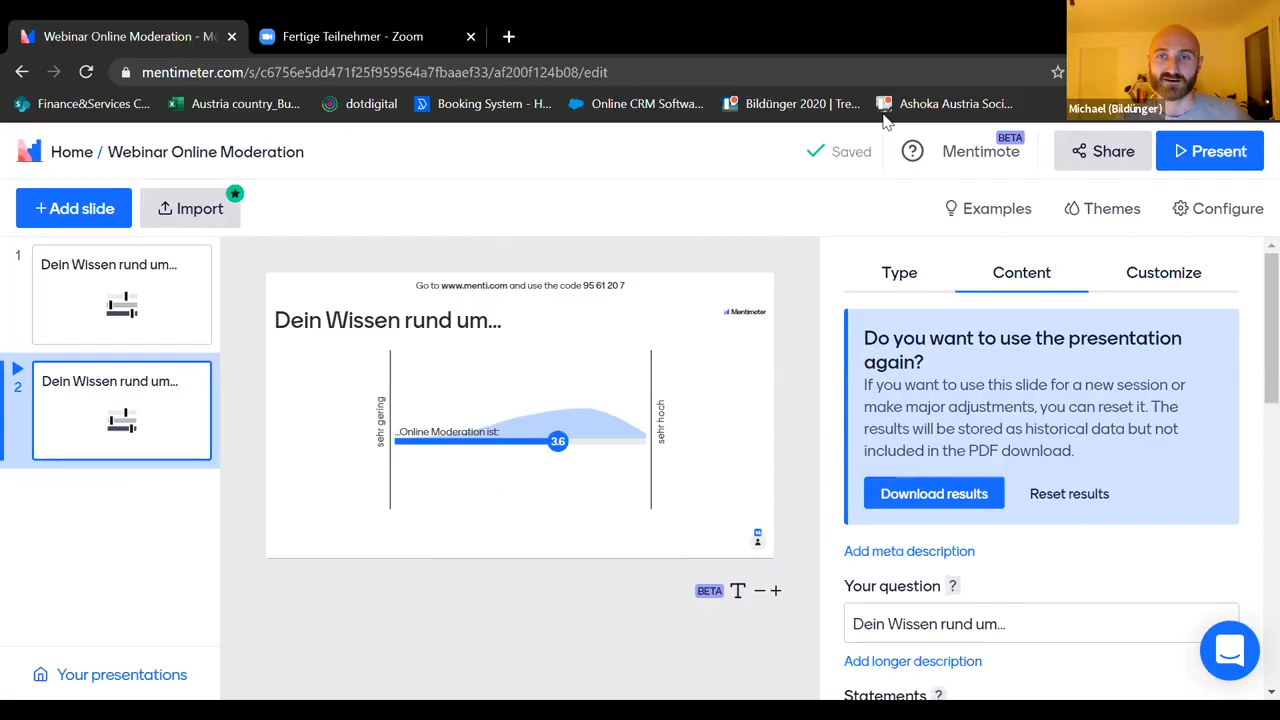 Webinar Online Moderation - Me
Fertige Teilnehmer - Zoom
mentimeter.com/s/c6756e5dd471f25f959564a7fbaaef33/af200f124b08/edit
Finance&Services C...
Austria country_Bu...
dotdigital
Booking System - H...
Online CRM Softwa...
Bildünger 2020 | Tre...
Ashoka Austria Soci...
Michael (Bildünger)
Home / Webinar Online Moderation
Saved
Mentimote
BETA
Share
Present
+ Add slide
Import
Examples
Themes
Configure
1
Dein Wissen rund um...
2
Dein Wissen rund um...
Your presentations
Go to www.menti.com and use the code 95 61 20 7
Dein Wissen rund um...
Mentimeter
sehr gering
...Online Moderation ist:
3.6
sehr hoch
BETA
T
Type
Content
Customize
Do you want to use the presentation
again?
If you want to use this slide for a new session or
make major adjustments, you can reset it. The
results will be stored as historical data but not
included in the PDF download.
Download results
Reset results
Add meta description
Your question ?
Dein Wissen rund um...
Add longer description
Statements ?